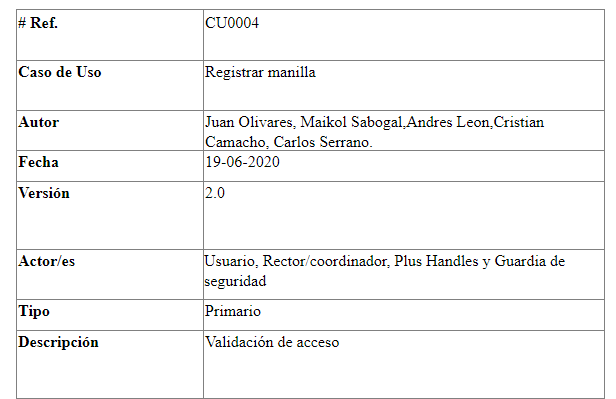 # Ref. CU0004
Caso de Uso Registrar manilla
Autor Juan Olivares, Maikol Sabogal,Andres Leon,Cristian
Camacho, Carlos Serrano.
Fecha 19-06-2020
Versión 2.0
Actor/es Usuario, Rector/coordinador, Plus Handles y Guardia de
seguridad
Tipo Primario
Descripción Validación de acceso